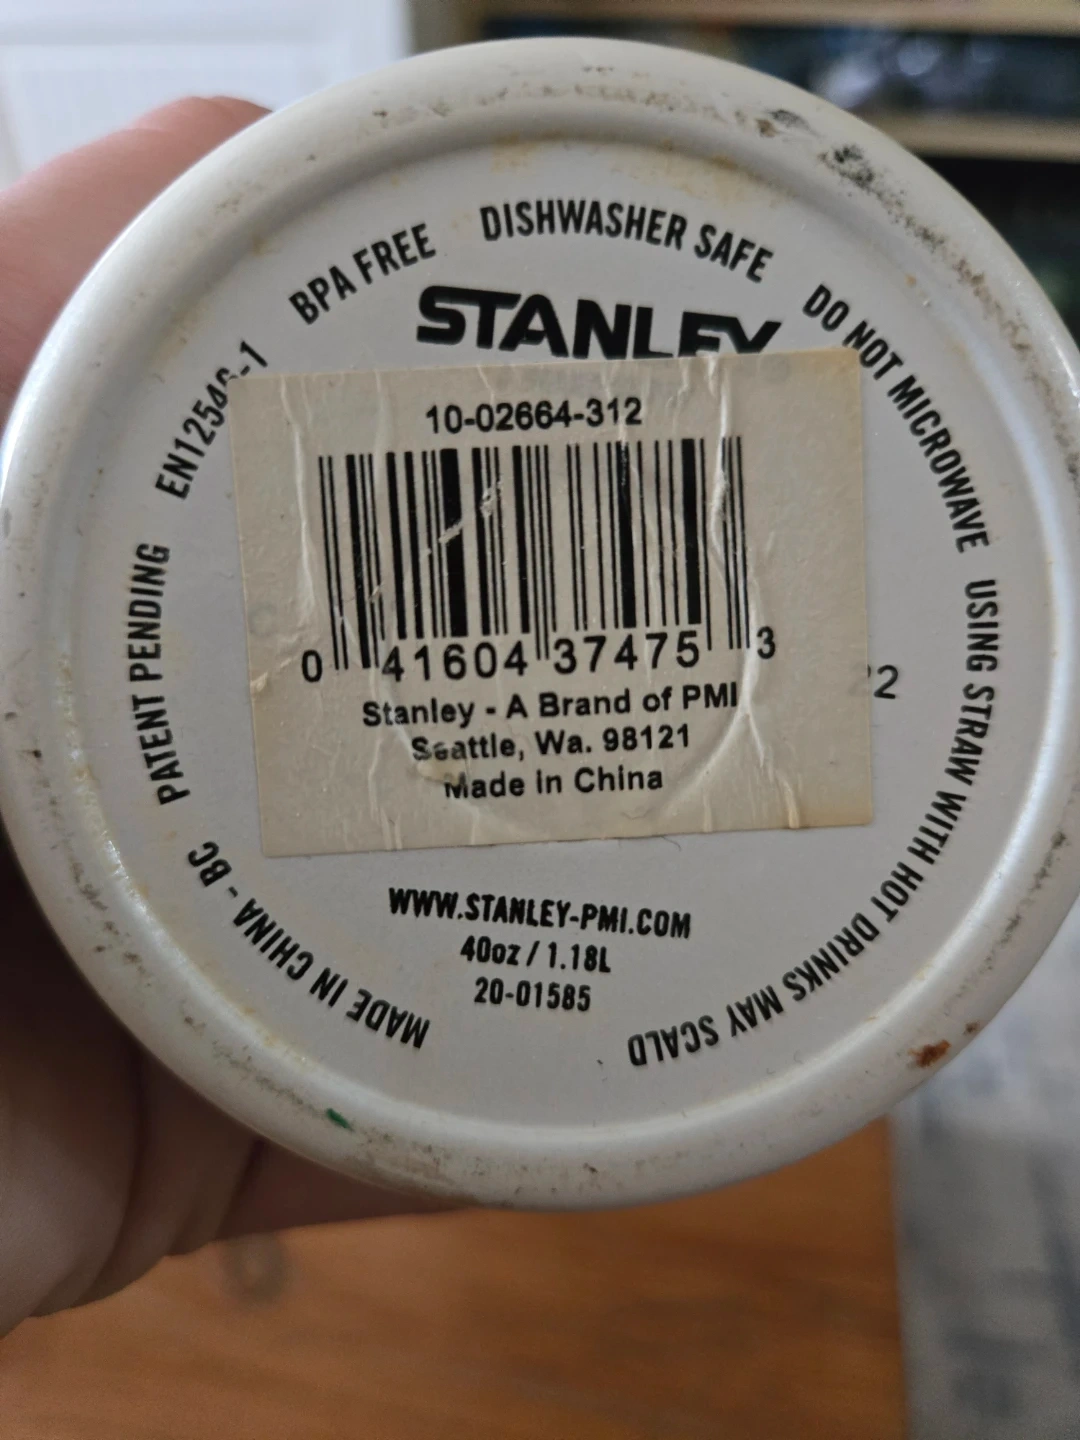 BPA FREE
DISHWASHER SAFE
DO NOT MICROWAVE
USING STRAW WITH HOT DRINKS MAY SCALD
MADE IN CHINA - BC
PATENT PENDING
EN12546-1
STANLEY
10-02664-312
0 41604 37475 3
Stanley - A Brand of PMI
Seattle, Wa. 98121
Made in China
WWW.STANLEY-PMI.COM
40oz / 1.18L
20-01585